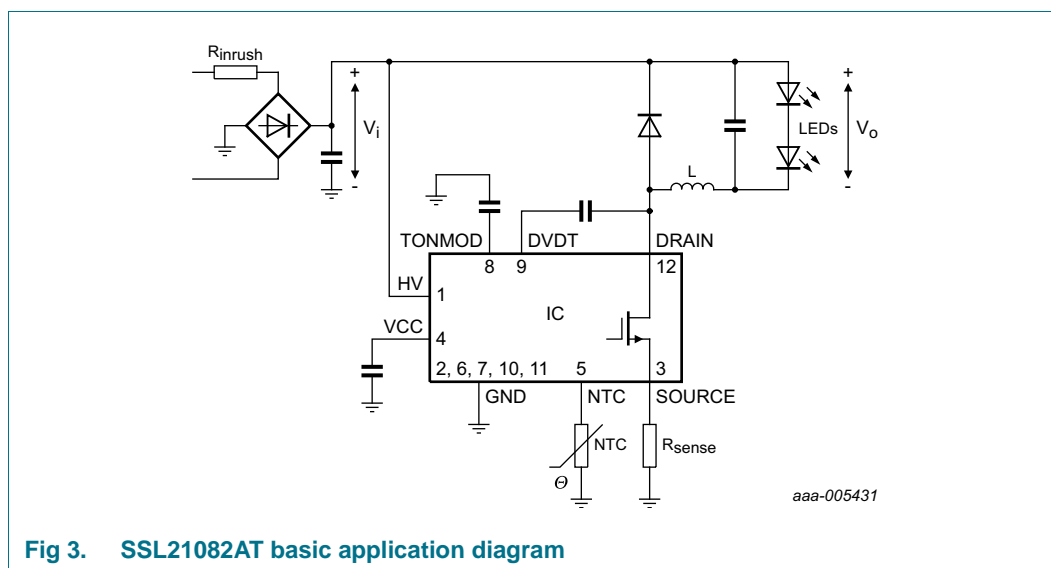 Rinrush
+
Vi
-
+
LEDs
Vo
-
L
TONMOD
DVDT
DRAIN
8
9
12
HV
1
IC
VCC
4
2, 6, 7, 10, 11
5
3
GND
NTC
SOURCE
NTC
Rsense
Θ
aaa-005431
Fig 3. SSL21082AT basic application diagram